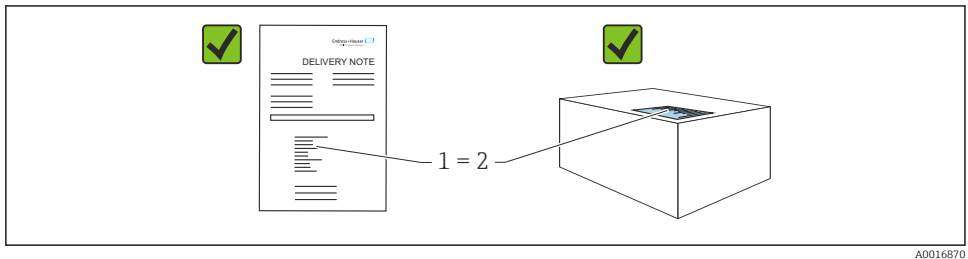 Endress+Hauser
DELIVERY NOTE
1 = 2
A0016870